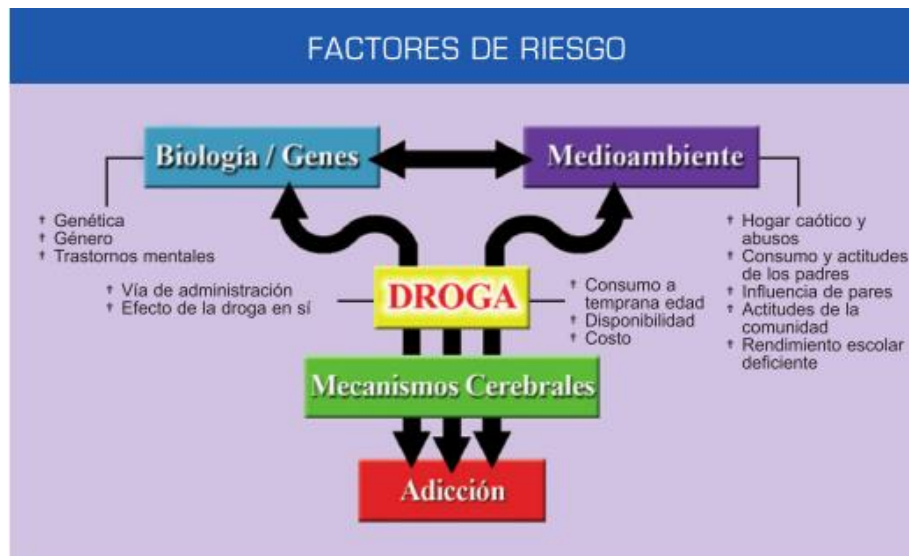 FACTORES DE RIESGO
Biología / Genes
Medioambiente
† Genética
† Género
† Trastornos mentales
† Hogar caótico y
abusos
† Consumo y actitudes
de los padres
† Influencia de pares
† Actitudes de la
comunidad
† Rendimiento escolar
deficiente
† Vía de administración
† Efecto de la droga en sí
DROGA
† Consumo a
temprana edad
† Disponibilidad
† Costo
Mecanismos Cerebrales
Adicción